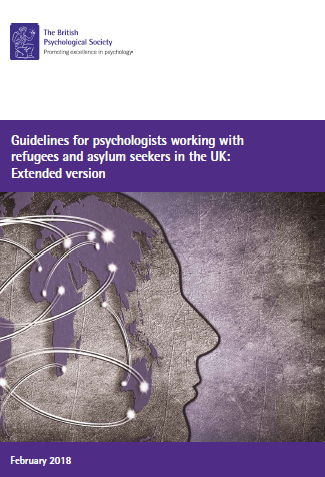 The British
Psychological Society
Promoting excellence in psychology
Guidelines for psychologists working with
refugees and asylum seekers in the UK:
Extended version
February 2018